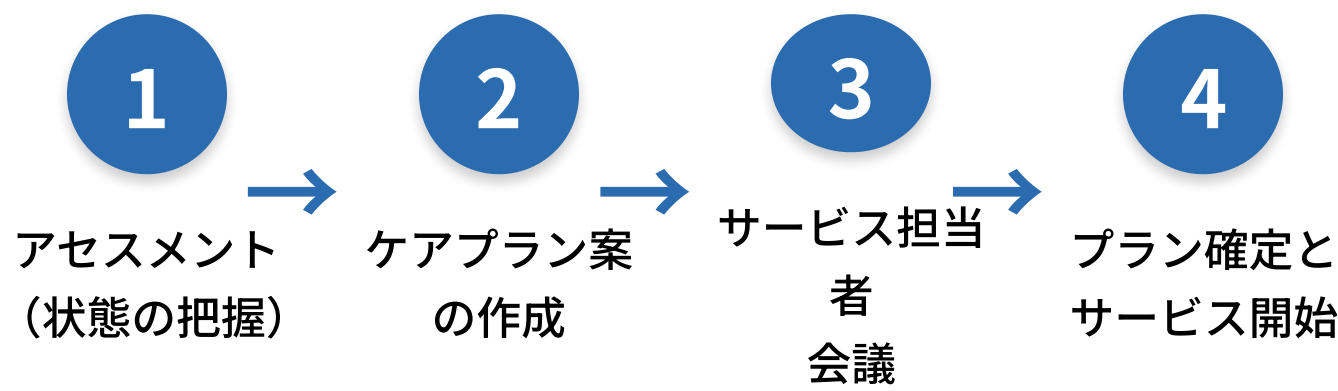 1
アセスメント
（状態の把握）
2
ケアプラン案
の作成
3
サービス担当
者
会議
4
プラン確定と
サービス開始